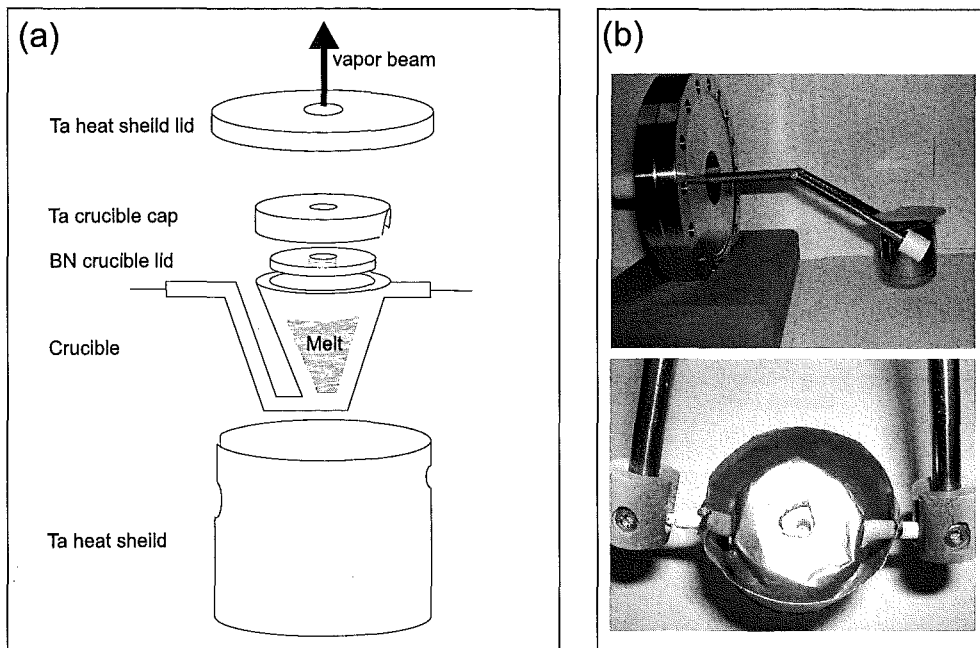 (a)
vapor beam
Ta heat sheild lid
Ta crucible cap
BN crucible lid
Crucible
Melt
Ta heat sheild
(b)